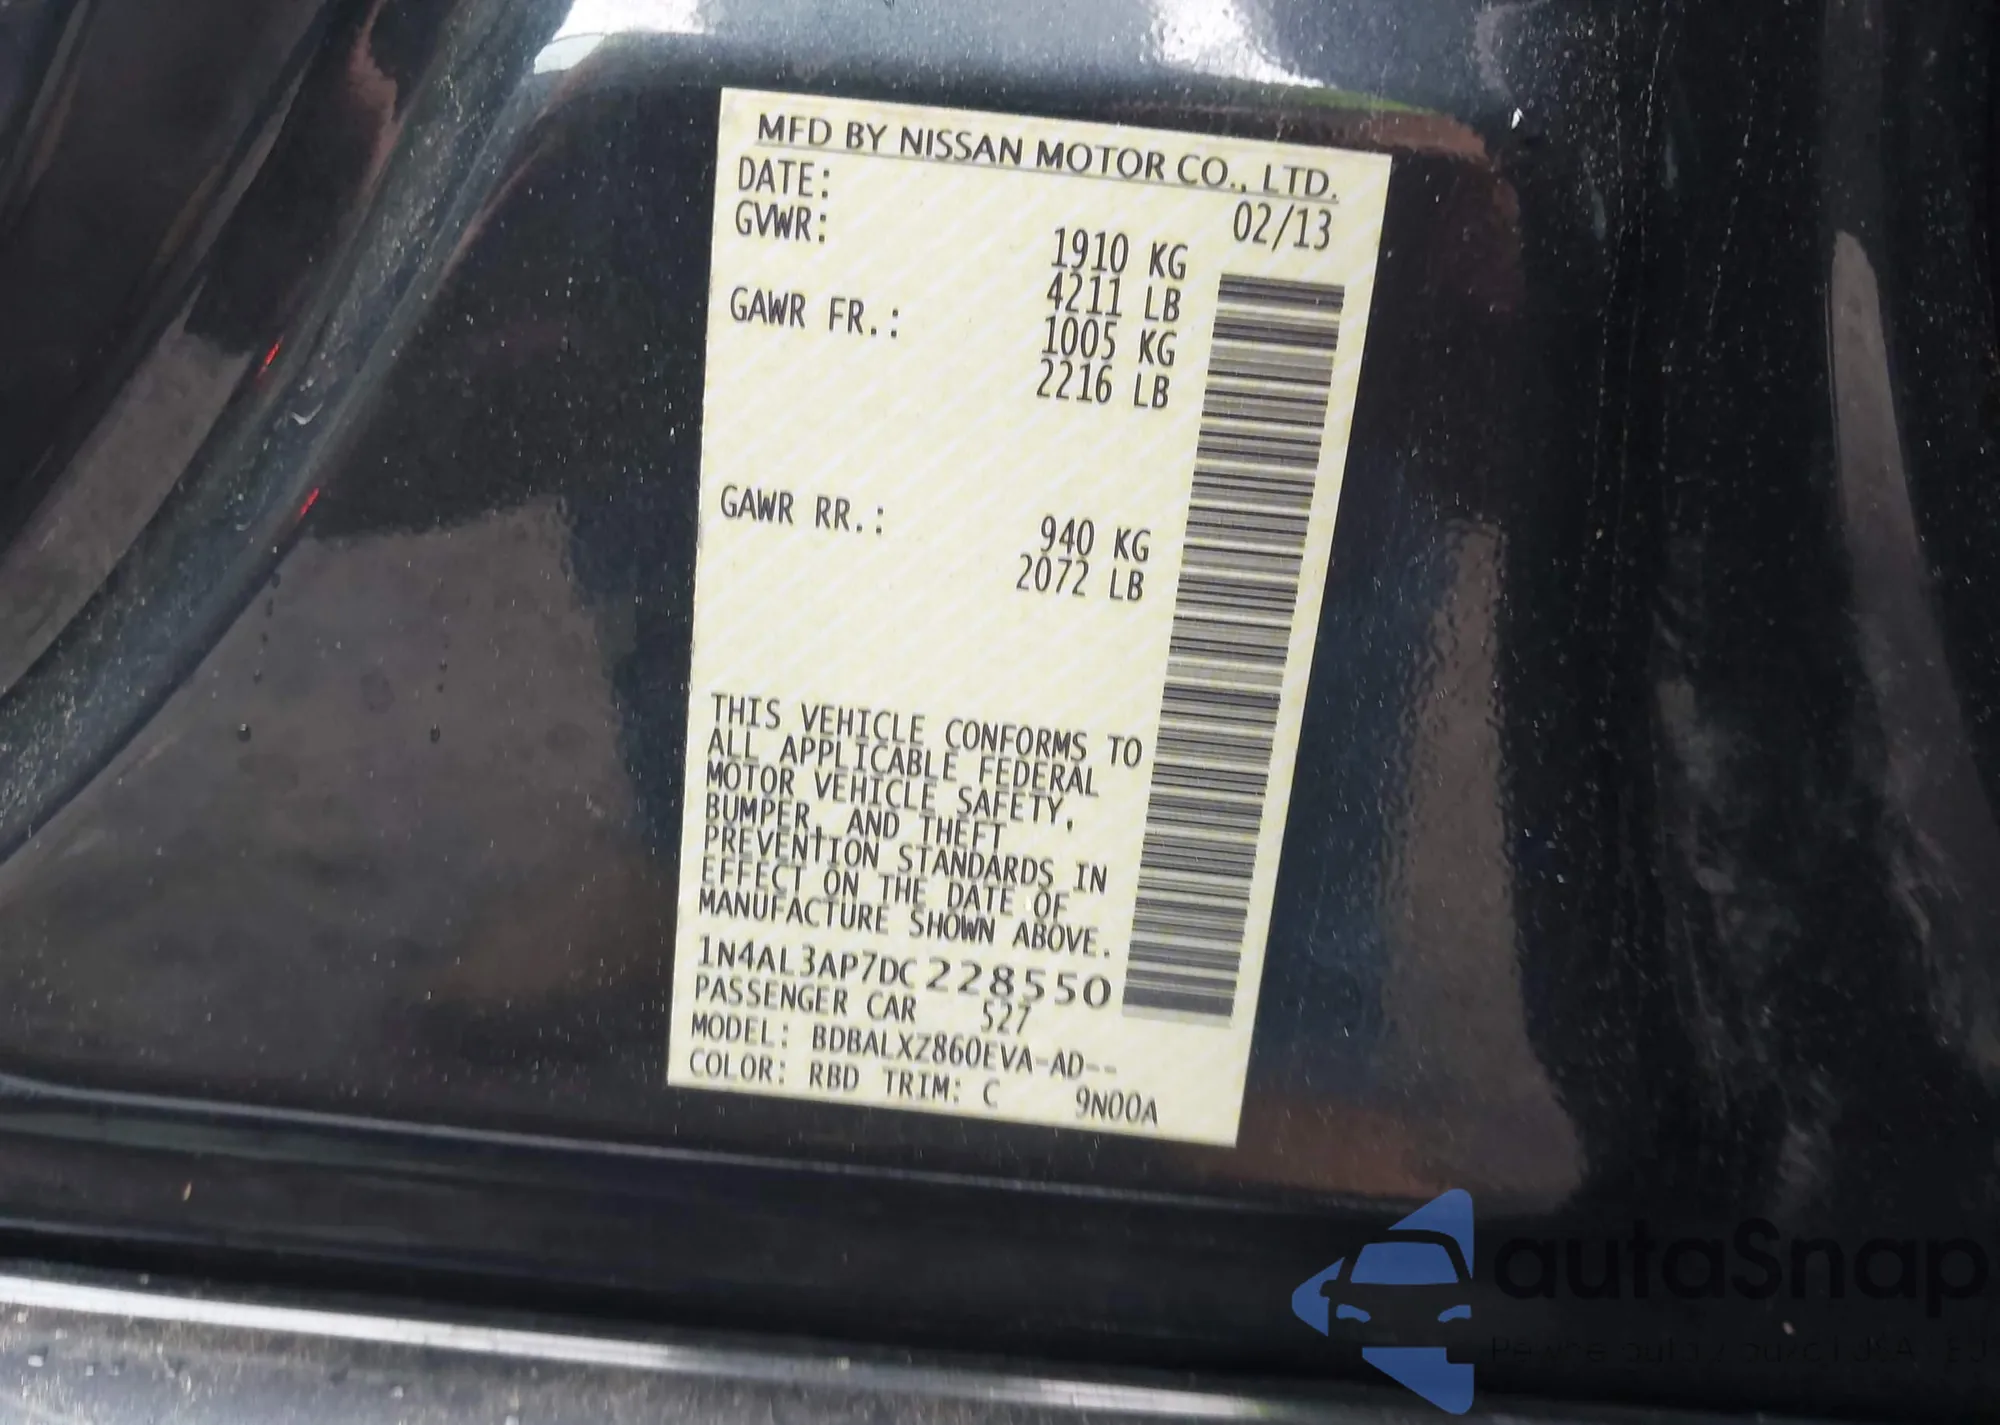 MFD BY NISSAN MOTOR CO., LTD.
DATE: 02/13
GVWR: 1910 KG
4211 LB
GAWR FR.: 1005 KG
2216 LB
GAWR RR.: 940 KG
2072 LB
THIS VEHICLE CONFORMS TO
ALL APPLICABLE FEDERAL
MOTOR VEHICLE SAFETY,
BUMPER, AND THEFT
PREVENTION STANDARDS IN
EFFECT ON THE DATE OF
MANUFACTURE SHOWN ABOVE.
1N4AL3AP7DC228550
PASSENGER CAR 527
MODEL: BDBALXZ860EVA-AD--
COLOR: RBD TRIM: C 9N00A
autaSnap